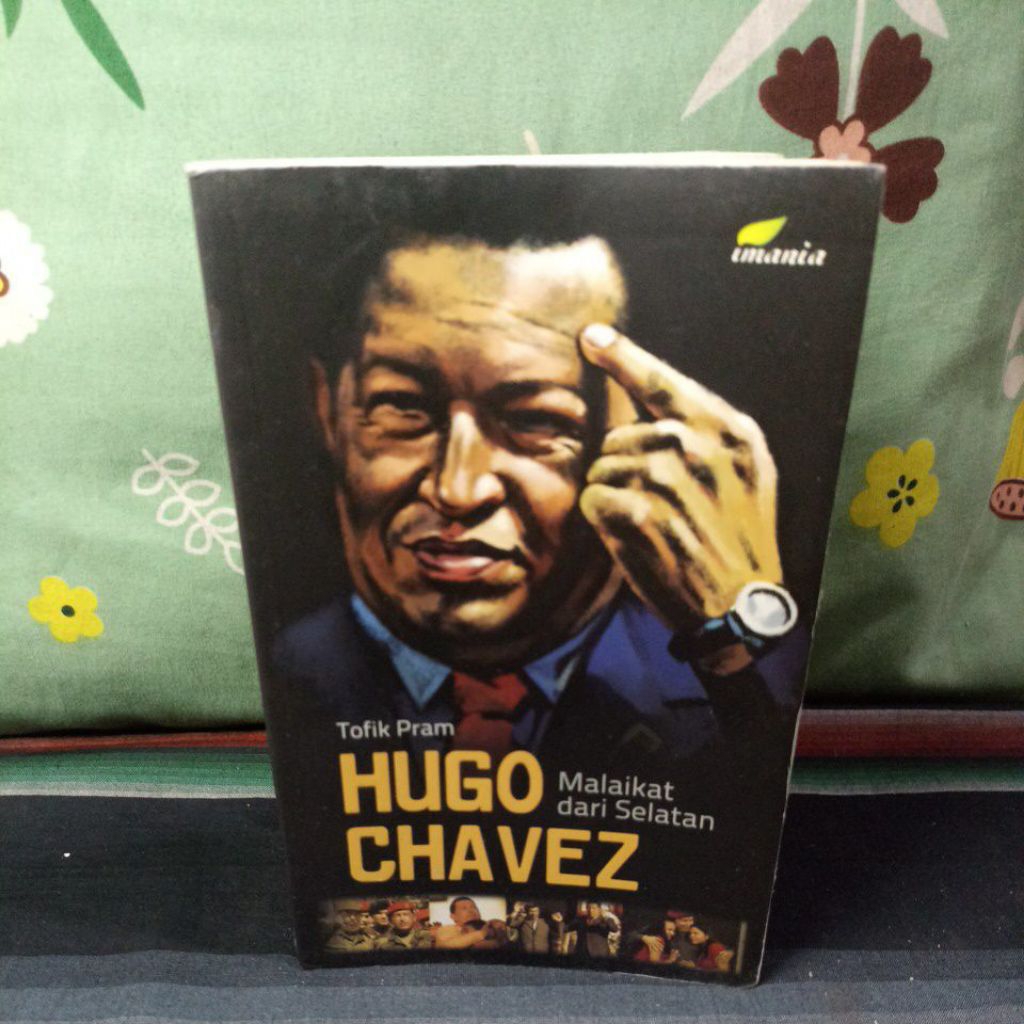 imania
Tofik Pram
HUGO
CHAVEZ
Malaikat
dari Selatan